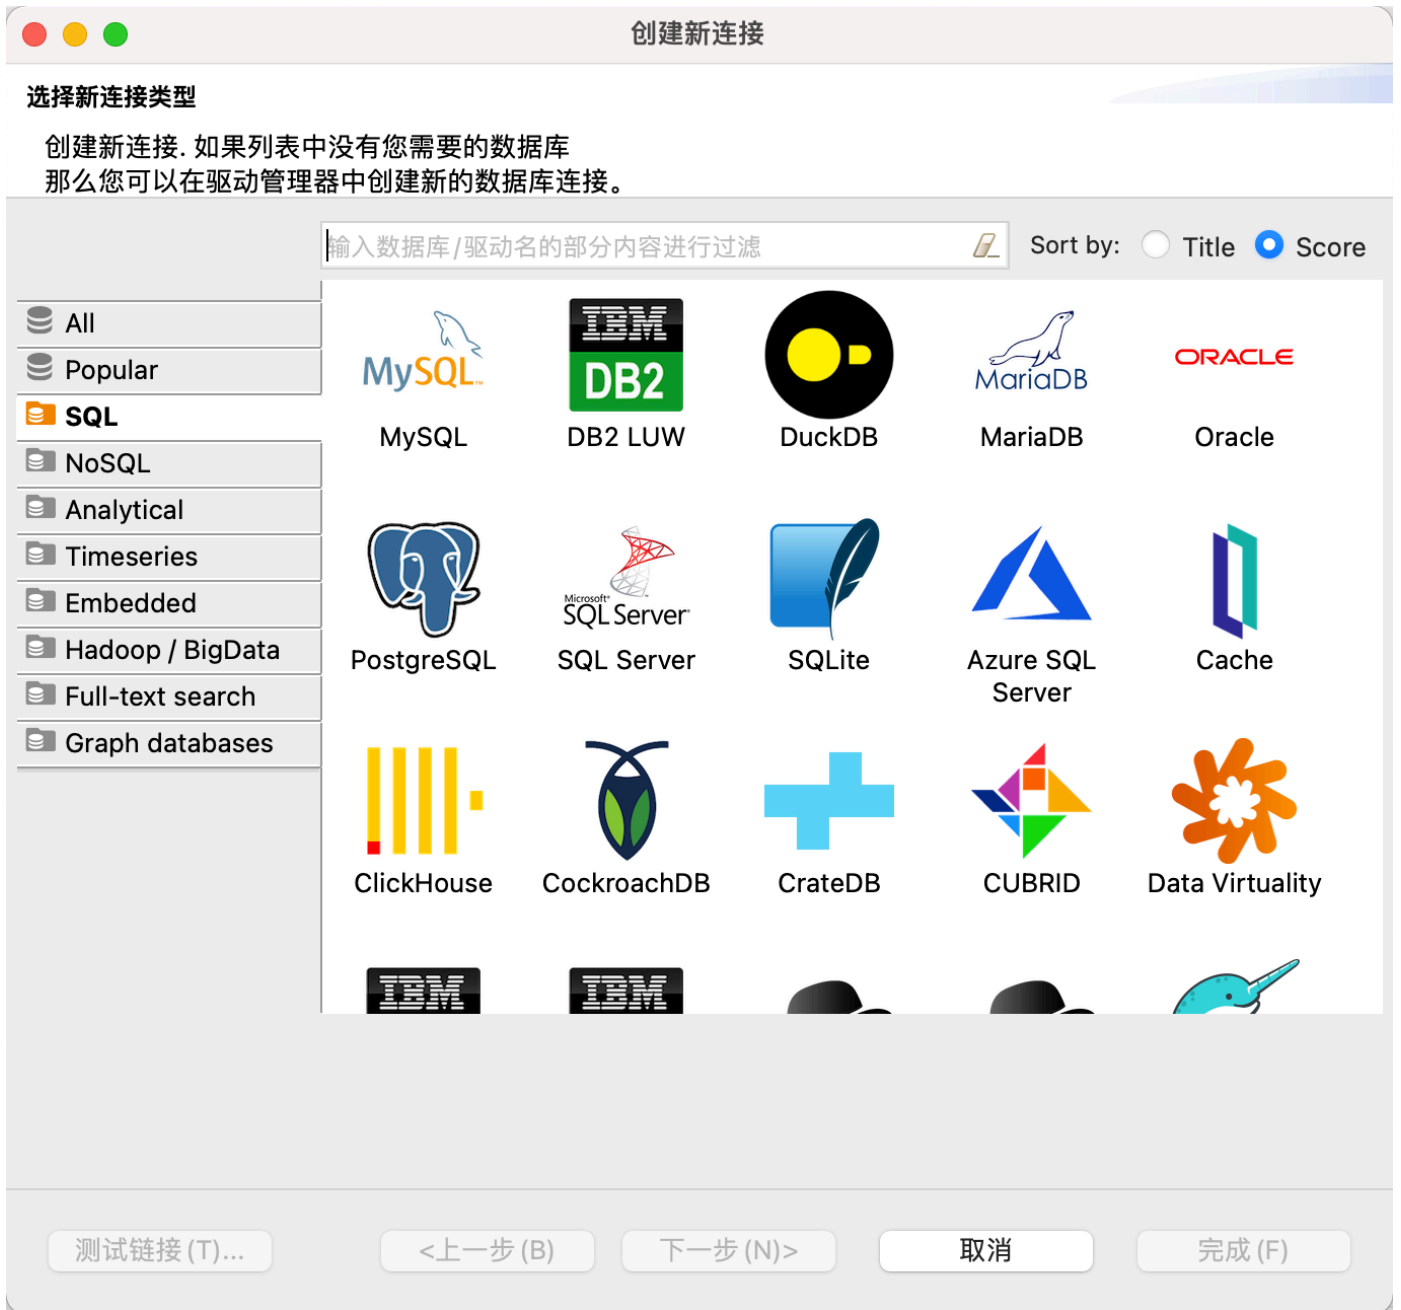 创建新连接
选择新连接类型
创建新连接. 如果列表中没有您需要的数据库
那么您可以在驱动管理器中创建新的数据库连接。
输入数据库/驱动名的部分内容进行过滤
Sort by: Title Score
All
Popular
SQL
NoSQL
Analytical
Timeseries
Embedded
Hadoop / BigData
Full-text search
Graph databases
MySQL
IBM
DB2
MariaDB
ORACLE
MySQL DB2 LUW DuckDB MariaDB Oracle
Microsoft
SQL Server
PostgreSQL SQL Server SQLite Azure SQL Server Cache
ClickHouse CockroachDB CrateDB CUBRID Data Virtuality
IBM IBM
测试链接(T)... <上一步(B) 下一步(N)> 取消 完成(F)